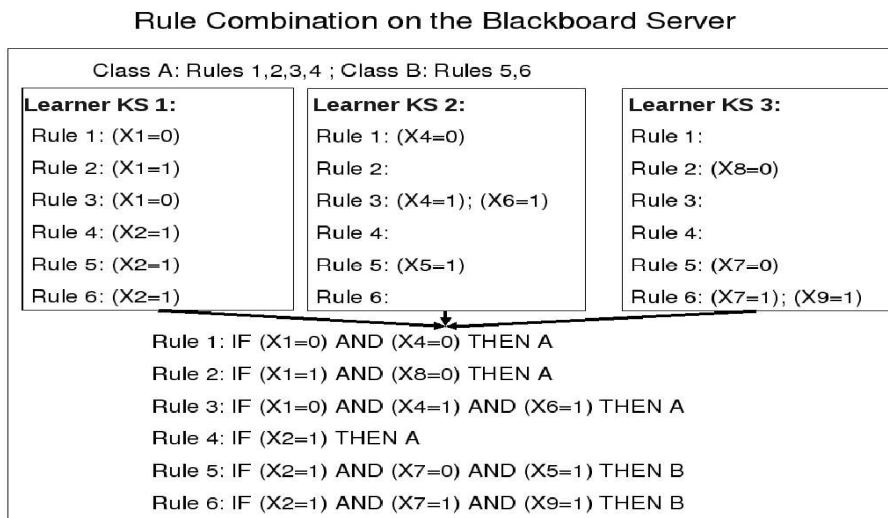 Rule Combination on the Blackboard Server
Class A: Rules 1,2,3,4 ; Class B: Rules 5,6
Learner KS 1:
Rule 1: (X1=0)
Rule 2: (X1=1)
Rule 3: (X1=0)
Rule 4: (X2=1)
Rule 5: (X2=1)
Rule 6: (X2=1)
Learner KS 2:
Rule 1: (X4=0)
Rule 2:
Rule 3: (X4=1); (X6=1)
Rule 4:
Rule 5: (X5=1)
Rule 6:
Learner KS 3:
Rule 1:
Rule 2: (X8=0)
Rule 3:
Rule 4:
Rule 5: (X7=0)
Rule 6: (X7=1); (X9=1)
Rule 1: IF (X1=0) AND (X4=0) THEN A
Rule 2: IF (X1=1) AND (X8=0) THEN A
Rule 3: IF (X1=0) AND (X4=1) AND (X6=1) THEN A
Rule 4: IF (X2=1) THEN A
Rule 5: IF (X2=1) AND (X7=0) AND (X5=1) THEN B
Rule 6: IF (X2=1) AND (X7=1) AND (X9=1) THEN B